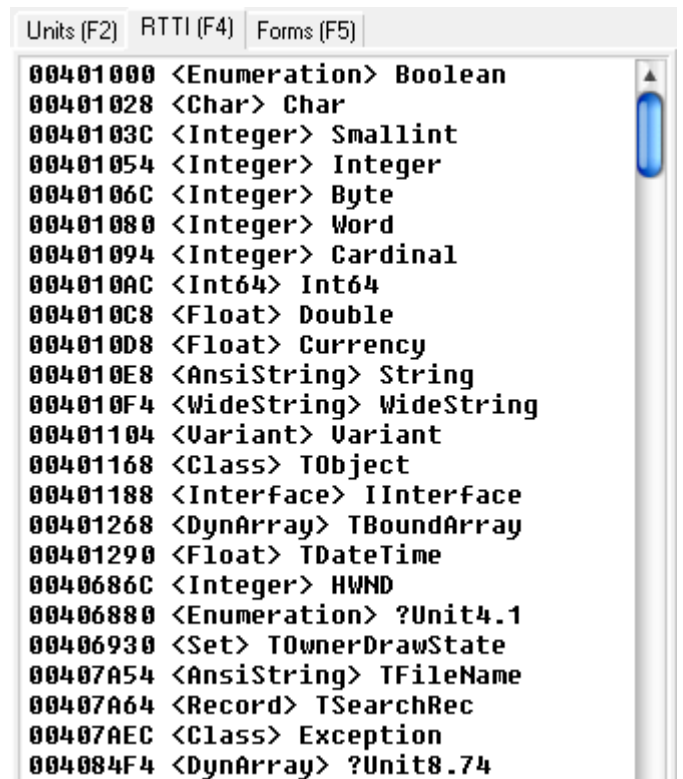 Units (F2) RTTI (F4) Forms (F5)
00401000 <Enumeration> Boolean
00401028 <Char> Char
0040103C <Integer> Smallint
00401054 <Integer> Integer
0040106C <Integer> Byte
00401080 <Integer> Word
00401094 <Integer> Cardinal
004010AC <Int64> Int64
004010C8 <Float> Double
004010D8 <Float> Currency
004010E8 <AnsiString> String
004010F4 <WideString> WideString
00401104 <Variant> Variant
00401168 <Class> TObject
00401188 <Interface> IInterface
00401268 <DynArray> TBoundArray
00401290 <Float> TDateTime
0040686C <Integer> HWND
00406880 <Enumeration> ?Unit4.1
00406930 <Set> TOwnerDrawState
00407A54 <AnsiString> TFileName
00407A64 <Record> TSearchRec
00407AEC <Class> Exception
004084F4 <DynArray> ?Unit8.74